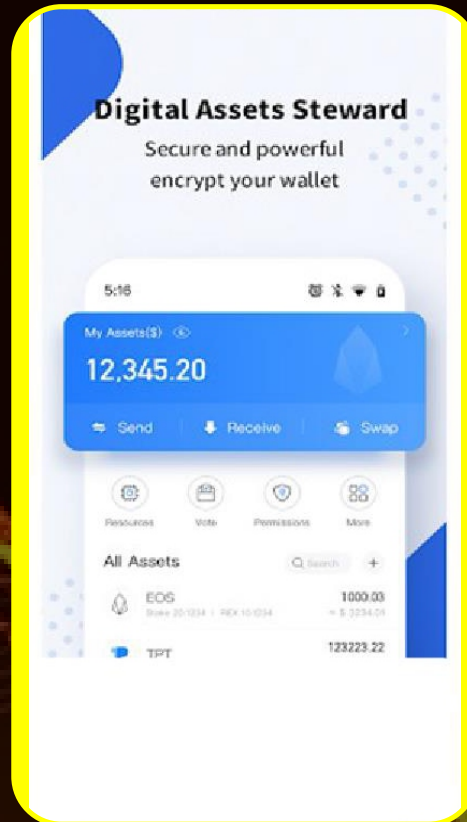 Digital Assets Steward
Secure and powerful
encrypt your wallet
5:16
My Assets($)
12,345.20
Send
Receive
Swap
Resources
Vote
Permissions
More
All Assets
Search
+
EOS
1000.03
REX
TPT
123223.22